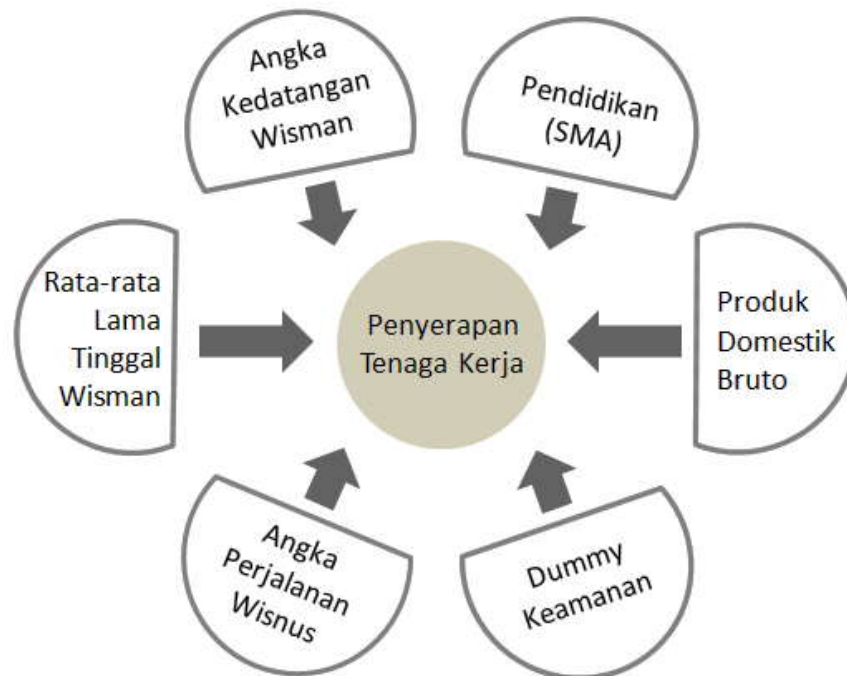 Angka
Kedatangan
Wisman
Pendidikan
(SMA)
Rata-rata
Lama
Tinggal
Wisman
Penyerapan
Tenaga Kerja
Produk
Domestik
Bruto
Angka
Perjalanan
Wisnus
Dummy
Keamanan